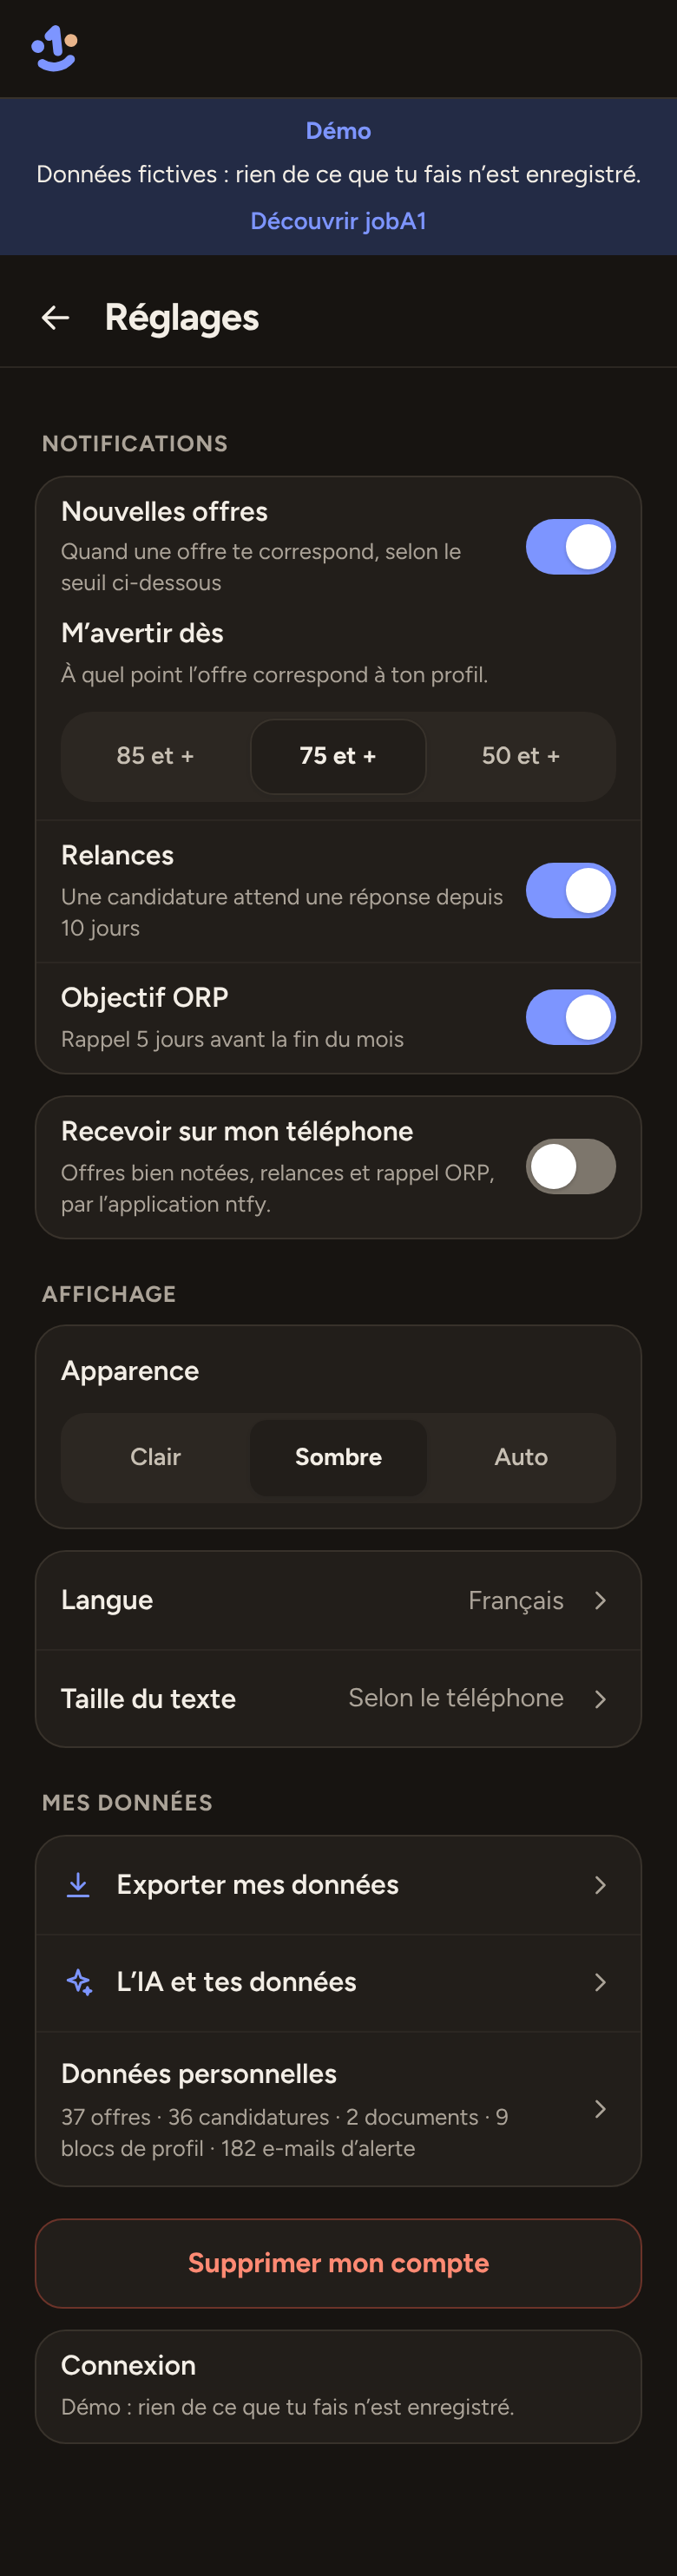 Démo
Données fictives : rien de ce que tu fais n’est enregistré.
Découvrir jobA1
Réglages
NOTIFICATIONS
Nouvelles offres
Quand une offre te correspond, selon le
seuil ci-dessous
M’avertir dès
À quel point l’offre correspond à ton profil.
85 et + 75 et + 50 et +
Relances
Une candidature attend une réponse depuis
10 jours
Objectif ORP
Rappel 5 jours avant la fin du mois
Recevoir sur mon téléphone
Offres bien notées, relances et rappel ORP,
par l’application ntfy.
AFFICHAGE
Apparence
Clair Sombre Auto
Langue Français
Taille du texte Selon le téléphone
MES DONNÉES
Exporter mes données
L’IA et tes données
Données personnelles
37 offres · 36 candidatures · 2 documents · 9
blocs de profil · 182 e-mails d’alerte
Supprimer mon compte
Connexion
Démo : rien de ce que tu fais n’est enregistré.